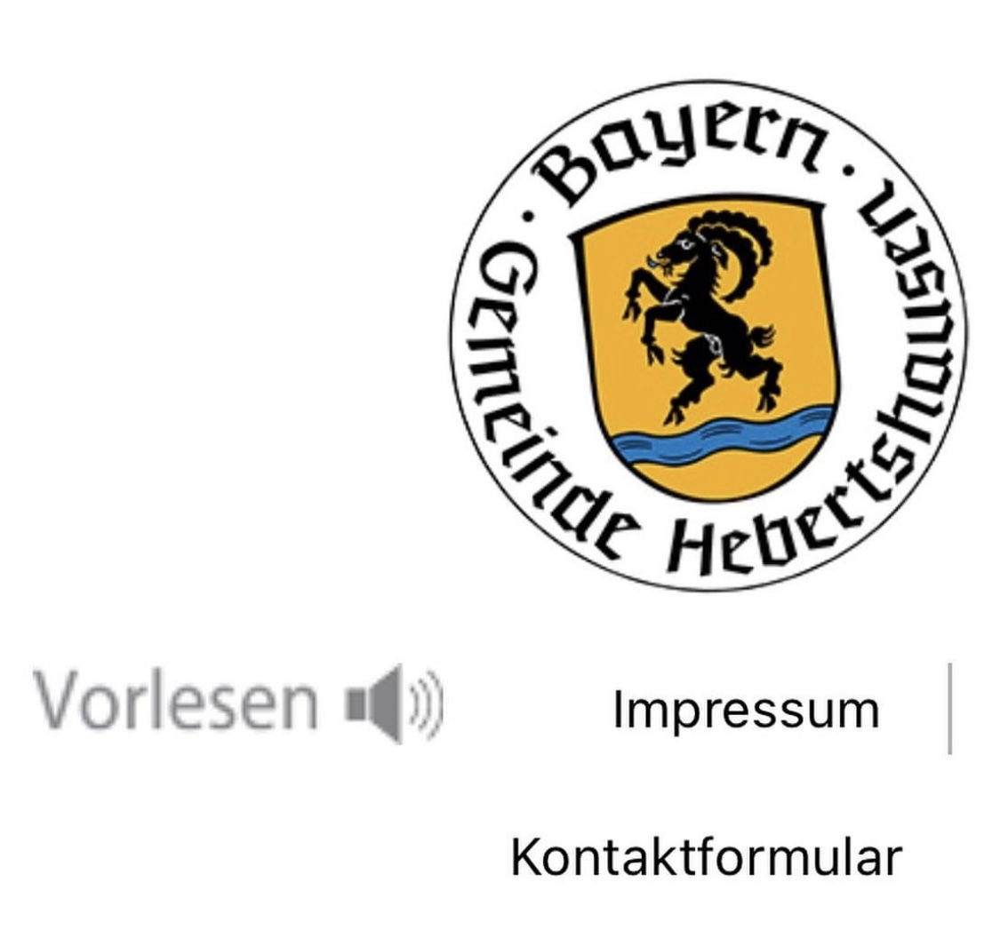 · Bayern ·
Gemeinde Hebertshausen
Vorlesen
Impressum
Kontaktformular